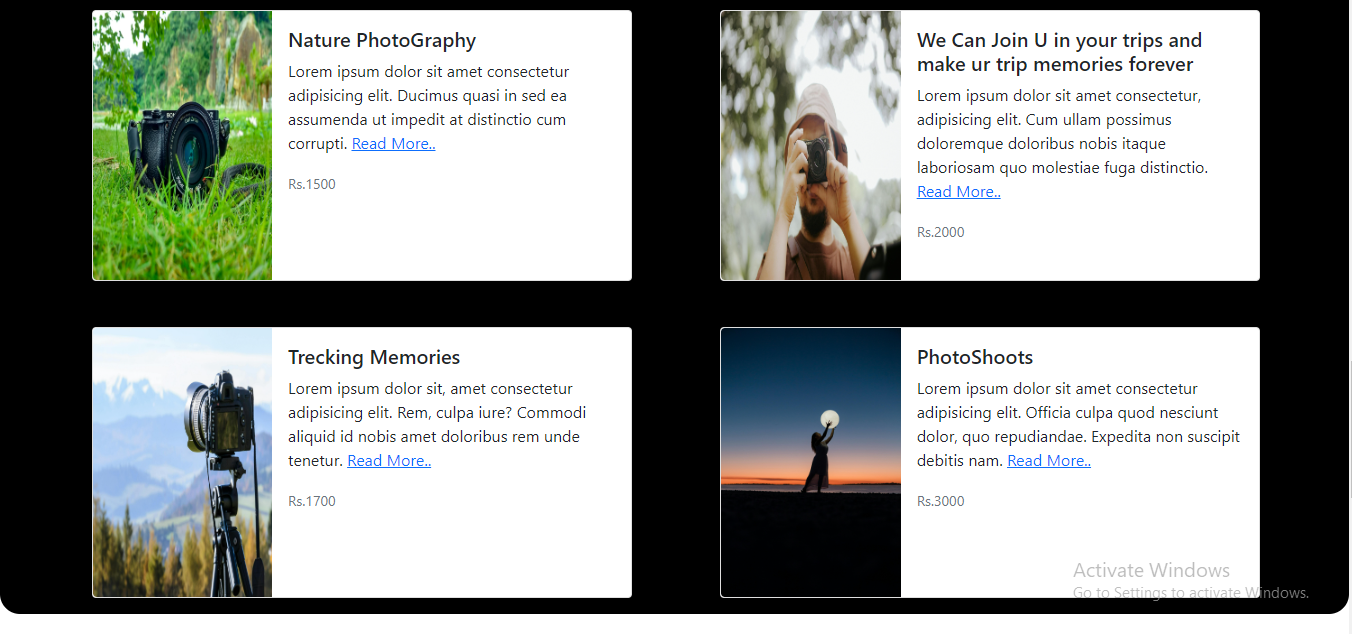 Nature PhotoGraphy
Lorem ipsum dolor sit amet consectetur
adipisicing elit. Ducimus quasi in sed ea
assumenda ut impedit at distinctio cum
corrupti. Read More..
Rs.1500
We Can Join U in your trips and
make ur trip memories forever
Lorem ipsum dolor sit amet consectetur,
adipisicing elit. Cum ullam possimus
doloremque doloribus nobis itaque
laboriosam quo molestiae fuga distinctio.
Read More..
Rs.2000
Trecking Memories
Lorem ipsum dolor sit, amet consectetur
adipisicing elit. Rem, culpa iure? Commodi
aliquid id nobis amet doloribus rem unde
tenetur. Read More..
Rs.1700
PhotoShoots
Lorem ipsum dolor sit amet consectetur
adipisicing elit. Officia culpa quod nesciunt
dolor, quo repudiandae. Expedita non suscipit
debitis nam. Read More..
Rs.3000
Activate Windows
Go to Settings to activate Windows.